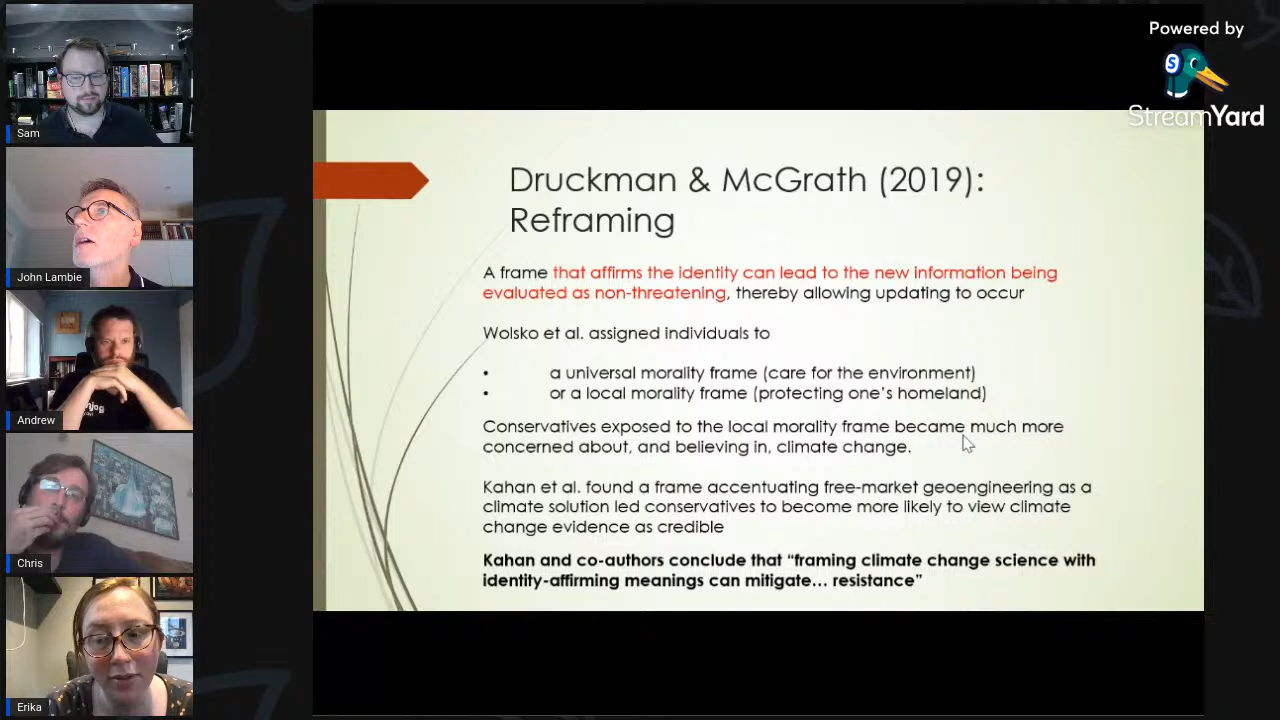 Powered by
StreamYard
Sam
John Lambie
Andrew
Chris
Erika
Druckman & McGrath (2019):
Reframing
A frame that affirms the identity can lead to the new information being
evaluated as non-threatening, thereby allowing updating to occur
Wolsko et al. assigned individuals to
• a universal morality frame (care for the environment)
• or a local morality frame (protecting one's homeland)
Conservatives exposed to the local morality frame became much more
concerned about, and believing in, climate change.
Kahan et al. found a frame accentuating free-market geoengineering as a
climate solution led conservatives to become more likely to view climate
change evidence as credible
Kahan and co-authors conclude that “framing climate change science with
identity-affirming meanings can mitigate… resistance”